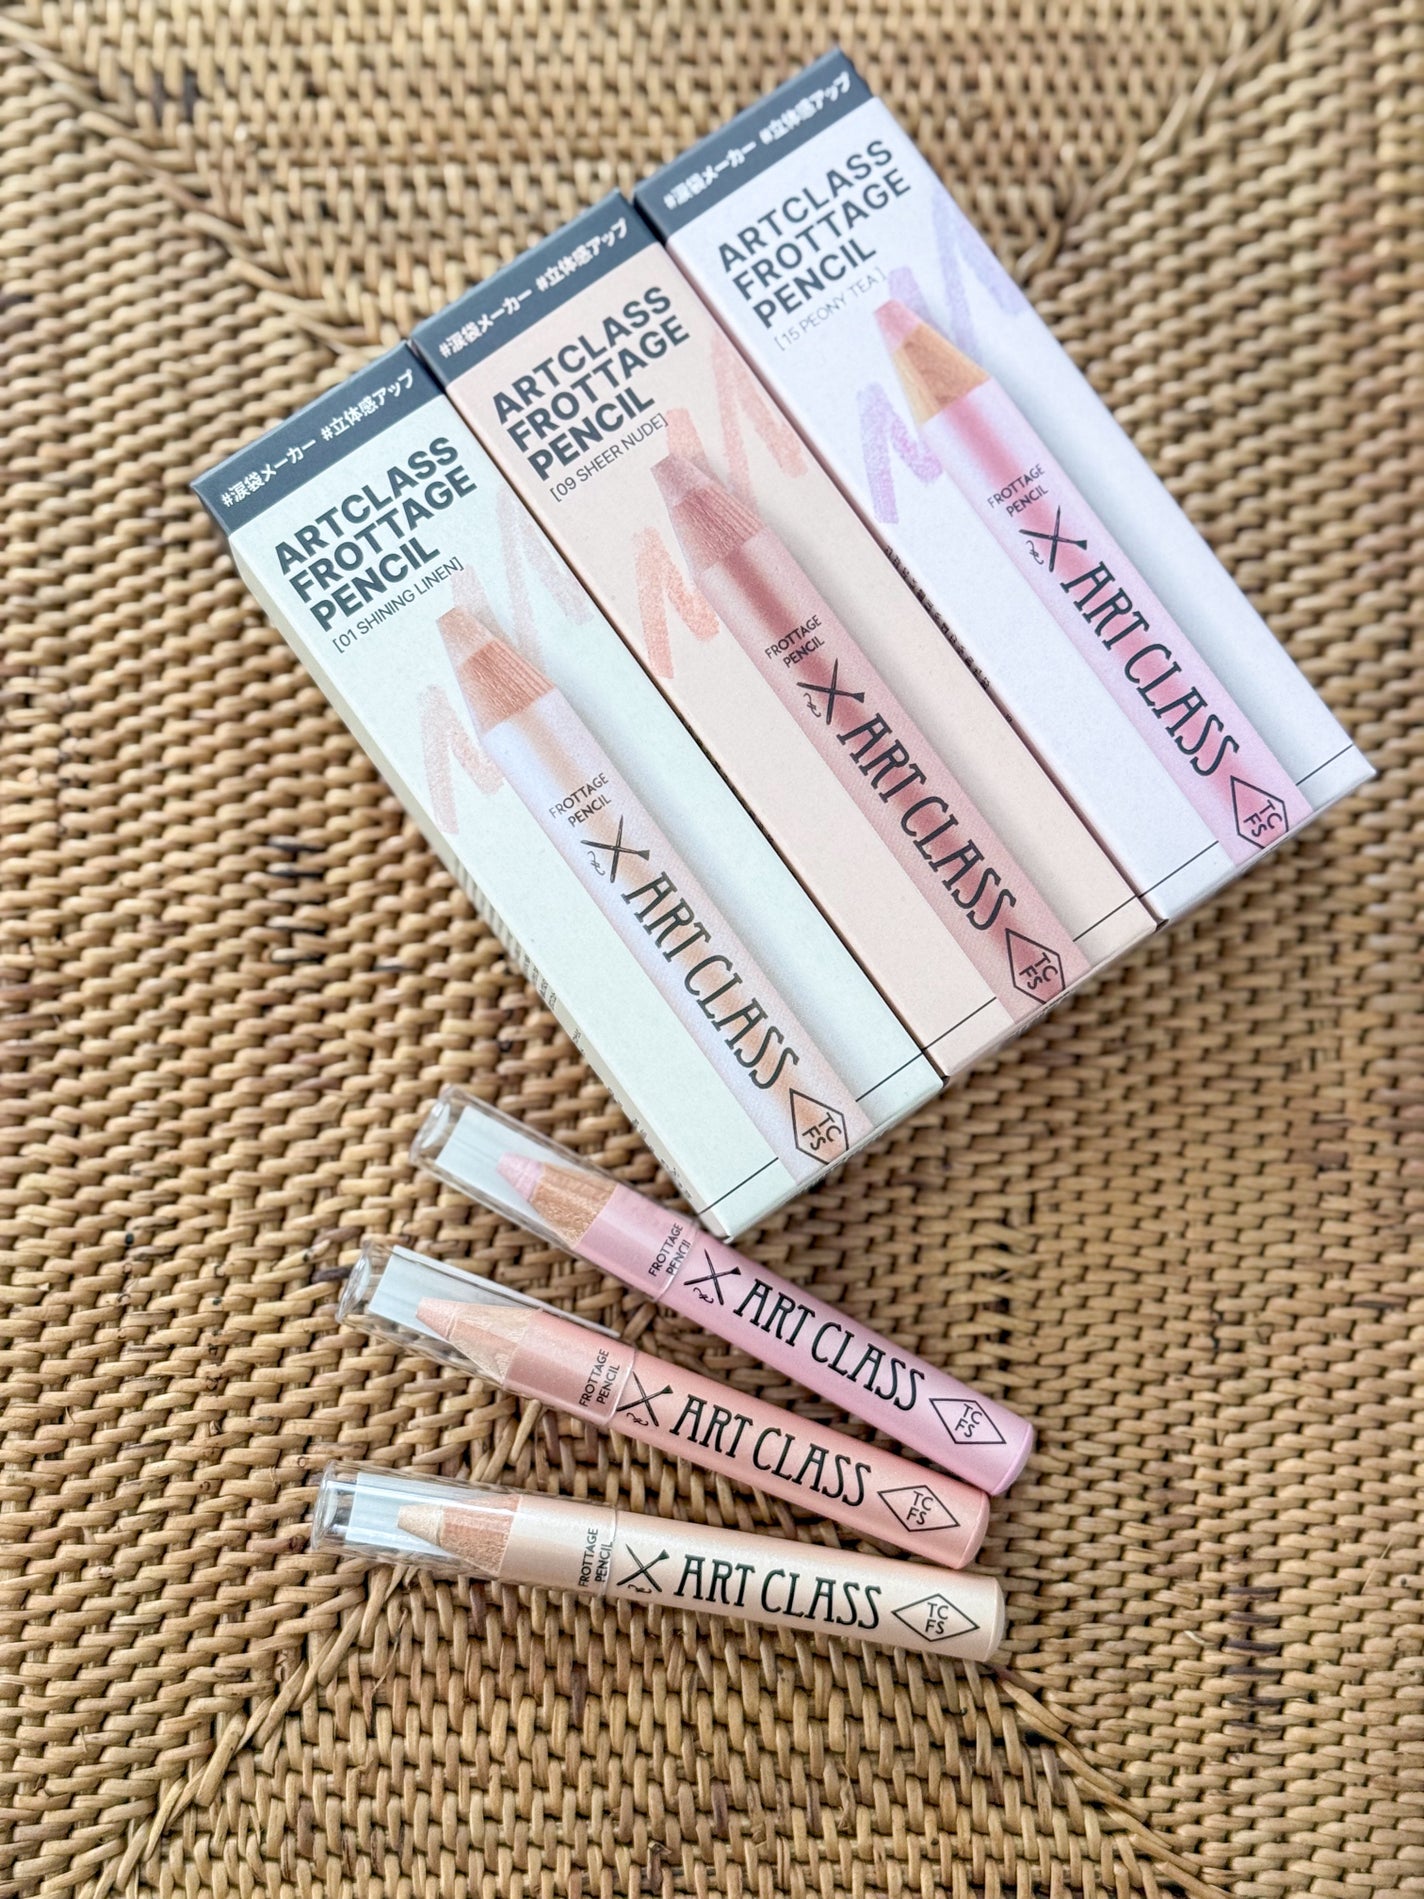 #涙袋メーカー #立体感アップ
ARTCLASS
FROTTAGE
PENCIL
[01 SHINING LINEN]
FROTTAGE
PENCIL
ART CLASS
TC
FS
#涙袋メーカー #立体感アップ
ARTCLASS
FROTTAGE
PENCIL
[09 SHEER NUDE]
FROTTAGE
PENCIL
ART CLASS
TC
FS
#涙袋メーカー #立体感アップ
ARTCLASS
FROTTAGE
PENCIL
[15 PEONY TEA]
FROTTAGE
PENCIL
ART CLASS
TC
FS
FROTTAGE
PENCIL
ART CLASS
TC
FS
FROTTAGE
PENCIL
ART CLASS
TC
FS
FROTTAGE
PENCIL
ART CLASS
TC
FS